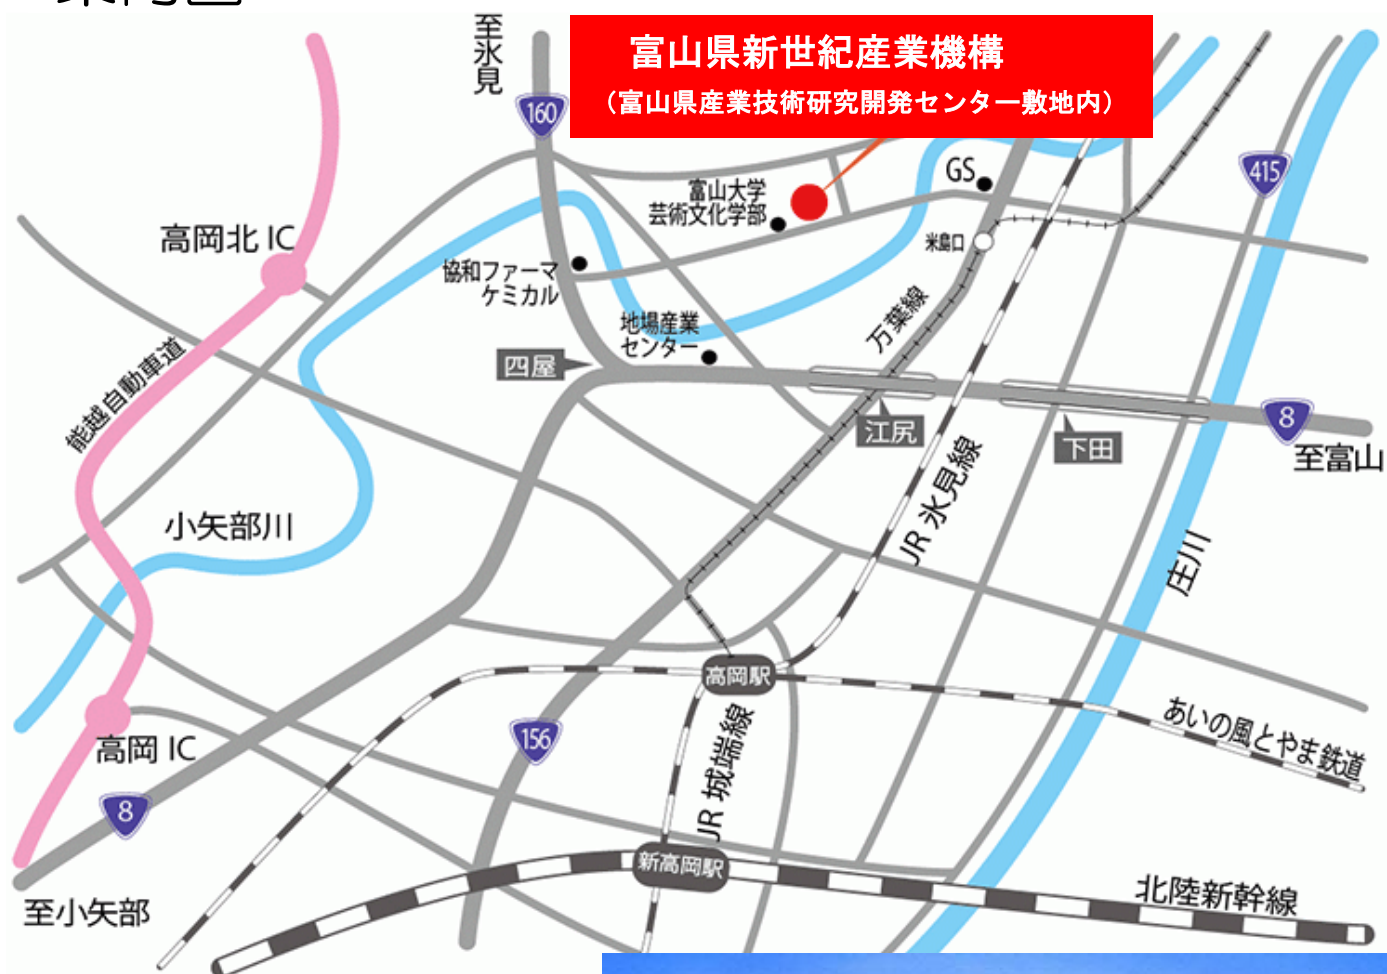 案内図
至氷見
富山県新世紀産業機構
（富山県産業技術研究開発センター敷地内）
160
415
GS
富山大学
芸術文化学部
高岡北 IC
米島口
協和ファーマ
ケミカル
万葉線
地場産業
センター
四屋
能越自動車道
江尻
下田
8
至富山
JR 氷見線
小矢部川
庄川
高岡駅
あいの風とやま鉄道
高岡 IC
156
JR 城端線
8
新高岡駅
北陸新幹線
至小矢部